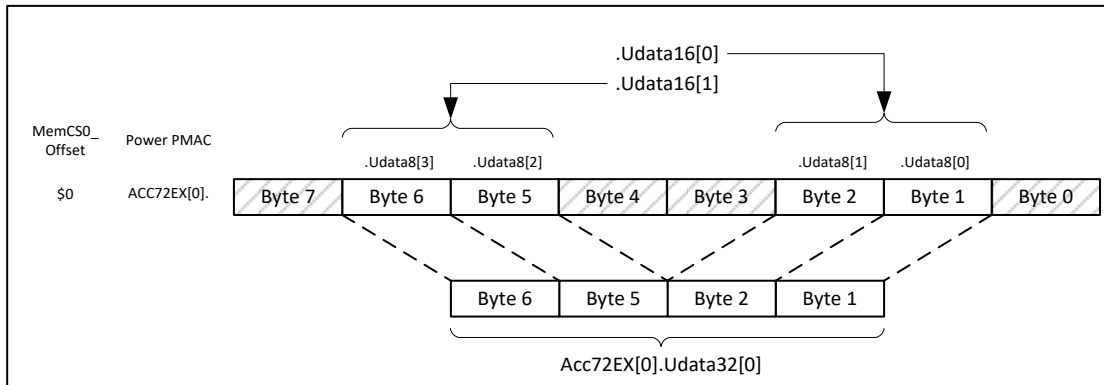 .Udata16[0]
.Udata16[1]
MemCS0_
Offset
Power PMAC
.Udata8[3] .Udata8[2] .Udata8[1] .Udata8[0]
$0 ACC72EX[0]. Byte 7 Byte 6 Byte 5 Byte 4 Byte 3 Byte 2 Byte 1 Byte 0
Byte 6 Byte 5 Byte 2 Byte 1
Acc72EX[0].Udata32[0]